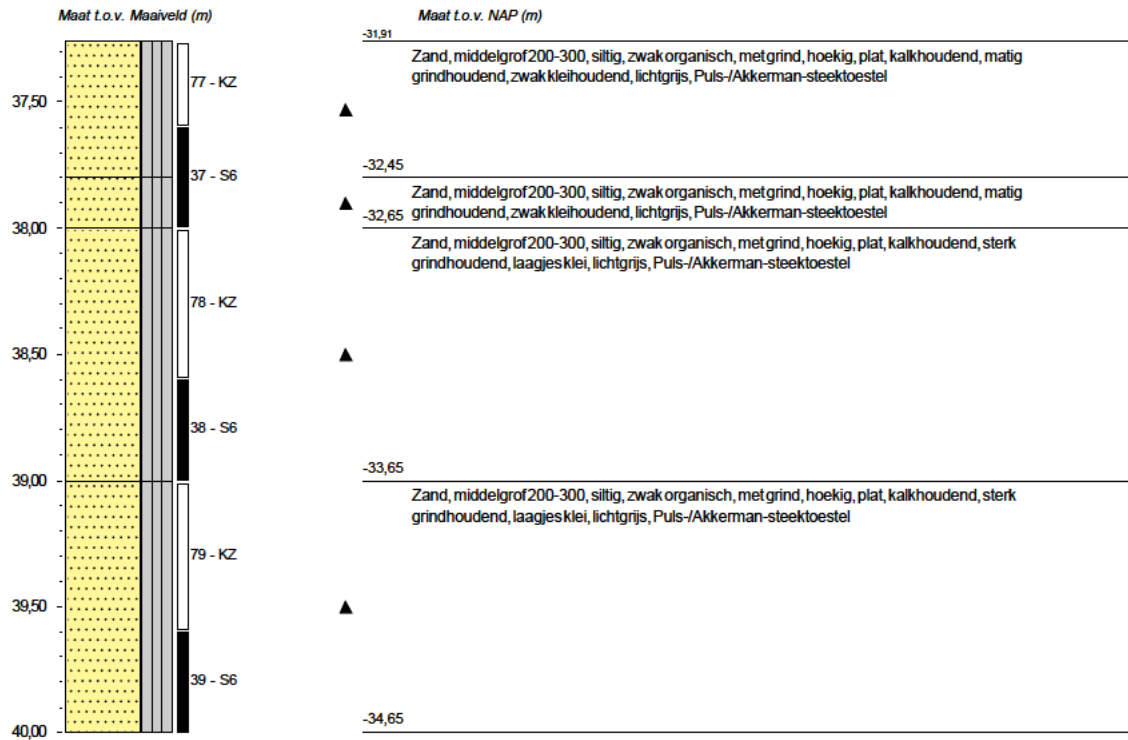 Maat t.o.v. Maaiveld (m)
Maat t.o.v. NAP (m)
-31,91
Zand, middelgrof 200-300, siltig, zwak organisch, met grind, hoekig, plat, kalkhoudend, matig
grindhoudend, zwak kleihoudend, lichtgrijs, Puls-/Akkerman-steektoestel
77 - KZ
37,50
-32,45
37 - S6
Zand, middelgrof 200-300, siltig, zwak organisch, met grind, hoekig, plat, kalkhoudend, matig
grindhoudend, zwak kleihoudend, lichtgrijs, Puls-/Akkerman-steektoestel
-32,65
38,00
Zand, middelgrof 200-300, siltig, zwak organisch, met grind, hoekig, plat, kalkhoudend, sterk
grindhoudend, laagjes klei, lichtgrijs, Puls-/Akkerman-steektoestel
78 - KZ
38,50
38 - S6
-33,65
39,00
Zand, middelgrof 200-300, siltig, zwak organisch, met grind, hoekig, plat, kalkhoudend, sterk
grindhoudend, laagjes klei, lichtgrijs, Puls-/Akkerman-steektoestel
79 - KZ
39,50
39 - S6
-34,65
40,00